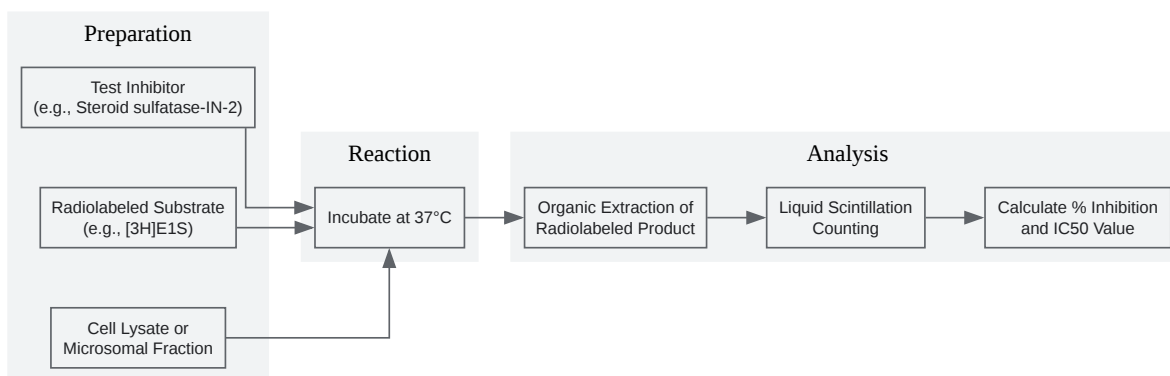 Preparation
Test Inhibitor
(e.g., Steroid sulfatase-IN-2)
Radiolabeled Substrate
(e.g., [3H]E1S)
Cell Lysate or
Microsomal Fraction
Reaction
Incubate at 37°C
Analysis
Organic Extraction of
Radiolabeled Product
Liquid Scintillation
Counting
Calculate % Inhibition
and IC50 Value